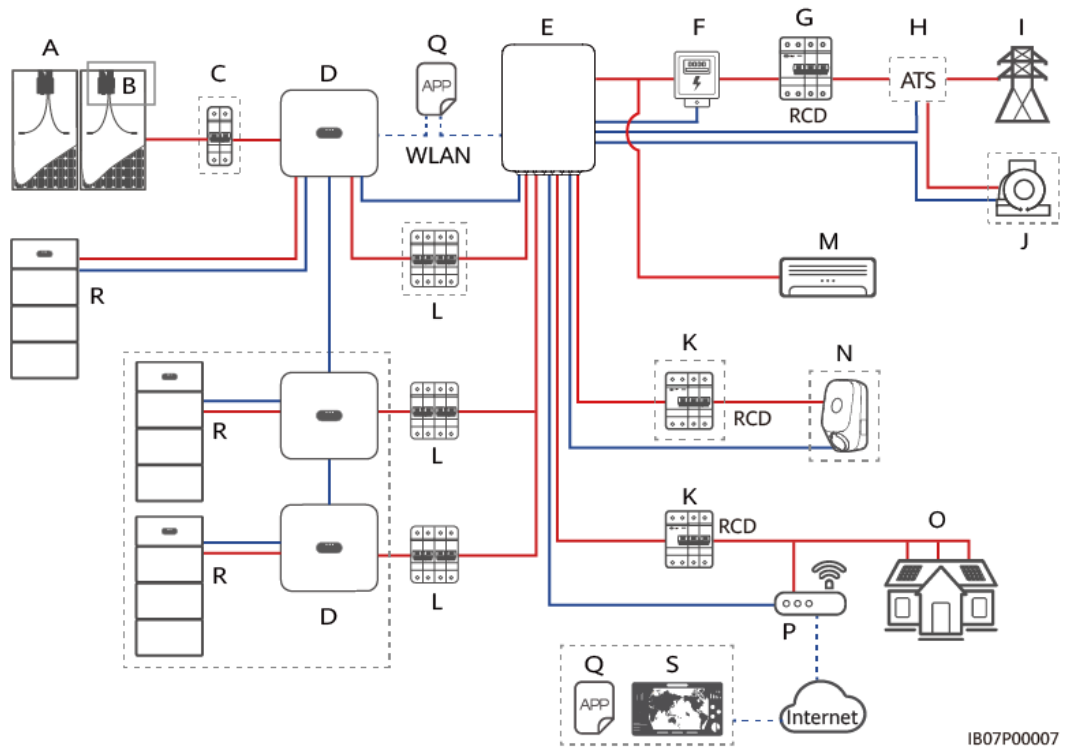 A
B
C
D
Q
APP
WLAN
E
F
G
RCD
H
ATS
I
J
R
L
M
K
RCD
N
R
L
K
RCD
O
R
D
L
P
Q
APP
S
Internet
IB07P00007